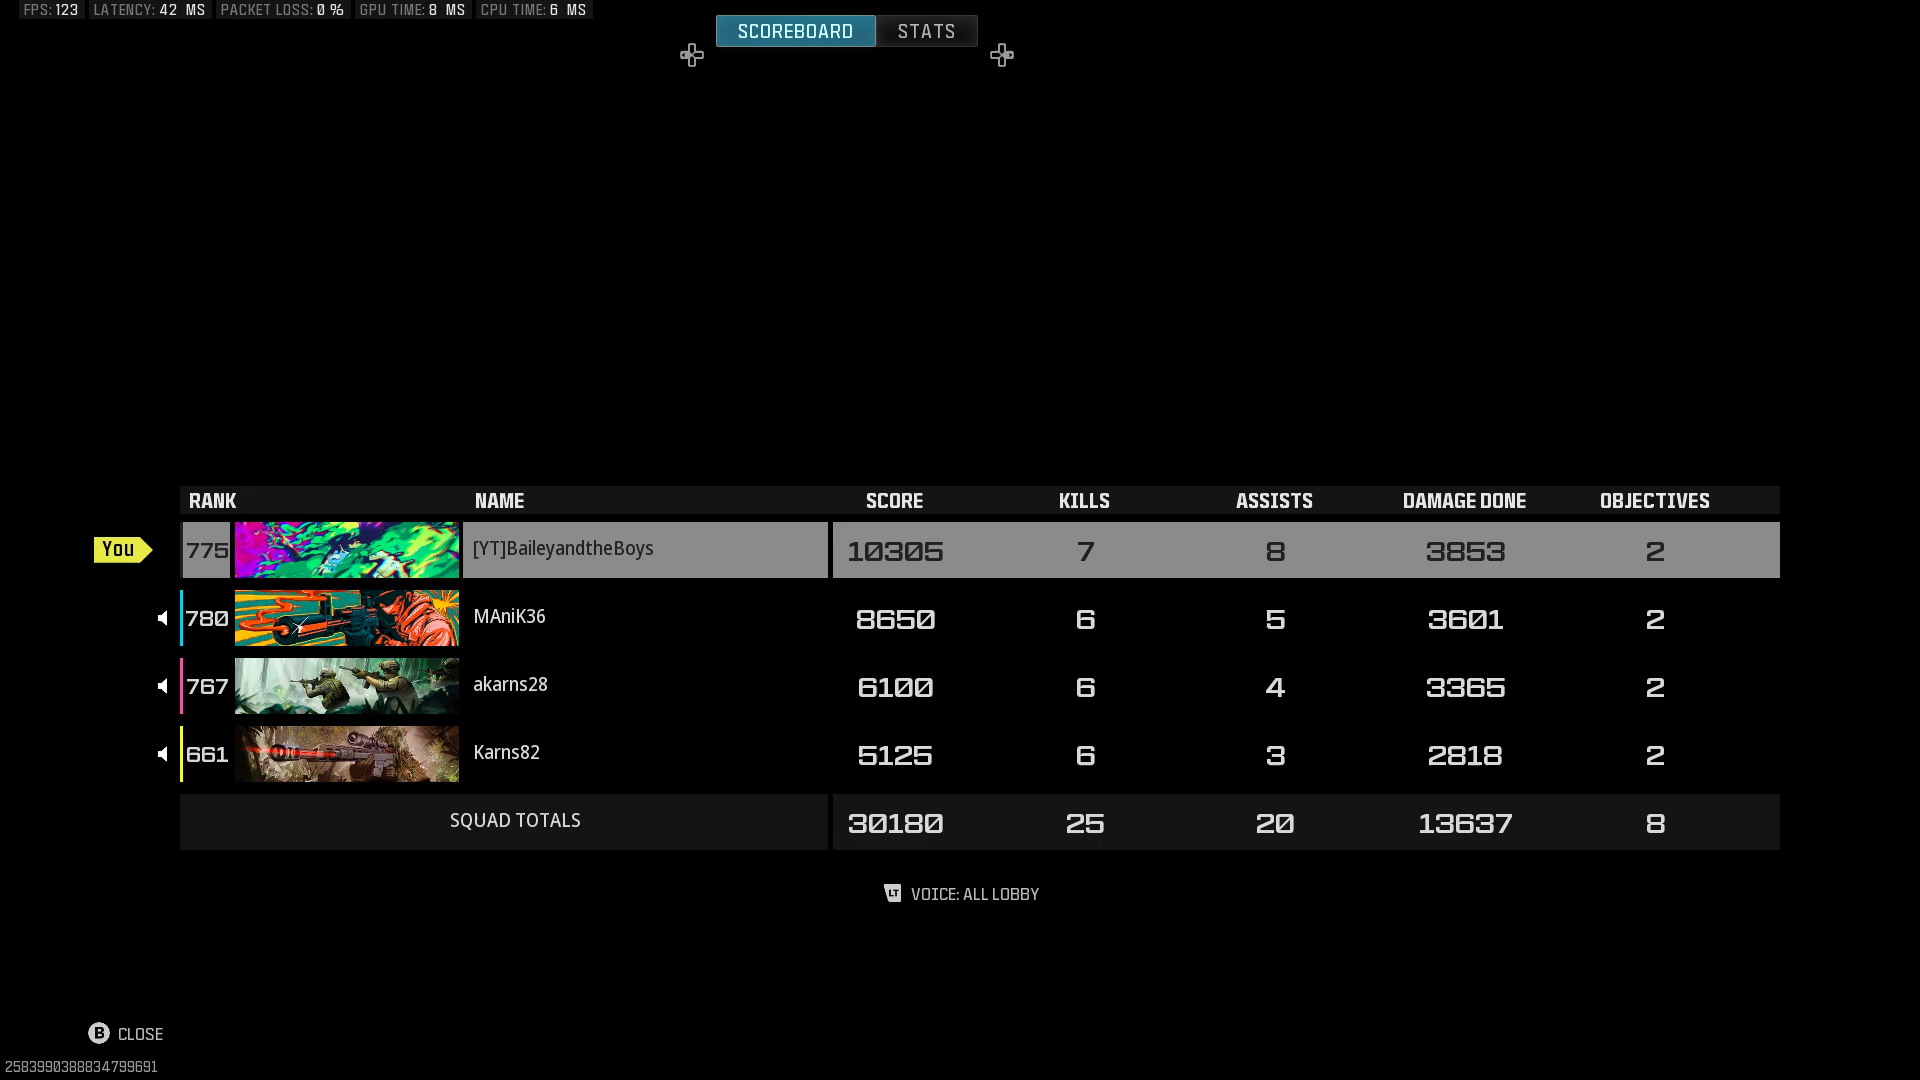 FPS: 123 LATENCY: 42 MS PACKET LOSS: 0 % GPU TIME: 8 MS CPU TIME: 6 MS
SCOREBOARD STATS
RANK NAME SCORE KILLS ASSISTS DAMAGE DONE OBJECTIVES
You 775 [YT]BaileyandtheBoys 10305 7 8 3853 2
780 MAniK36 8650 6 5 3601 2
767 akarns28 6100 6 4 3365 2
661 Karns82 5125 6 3 2818 2
SQUAD TOTALS 30180 25 20 13637 8
LT VOICE: ALL LOBBY
B CLOSE
2583990388834799691